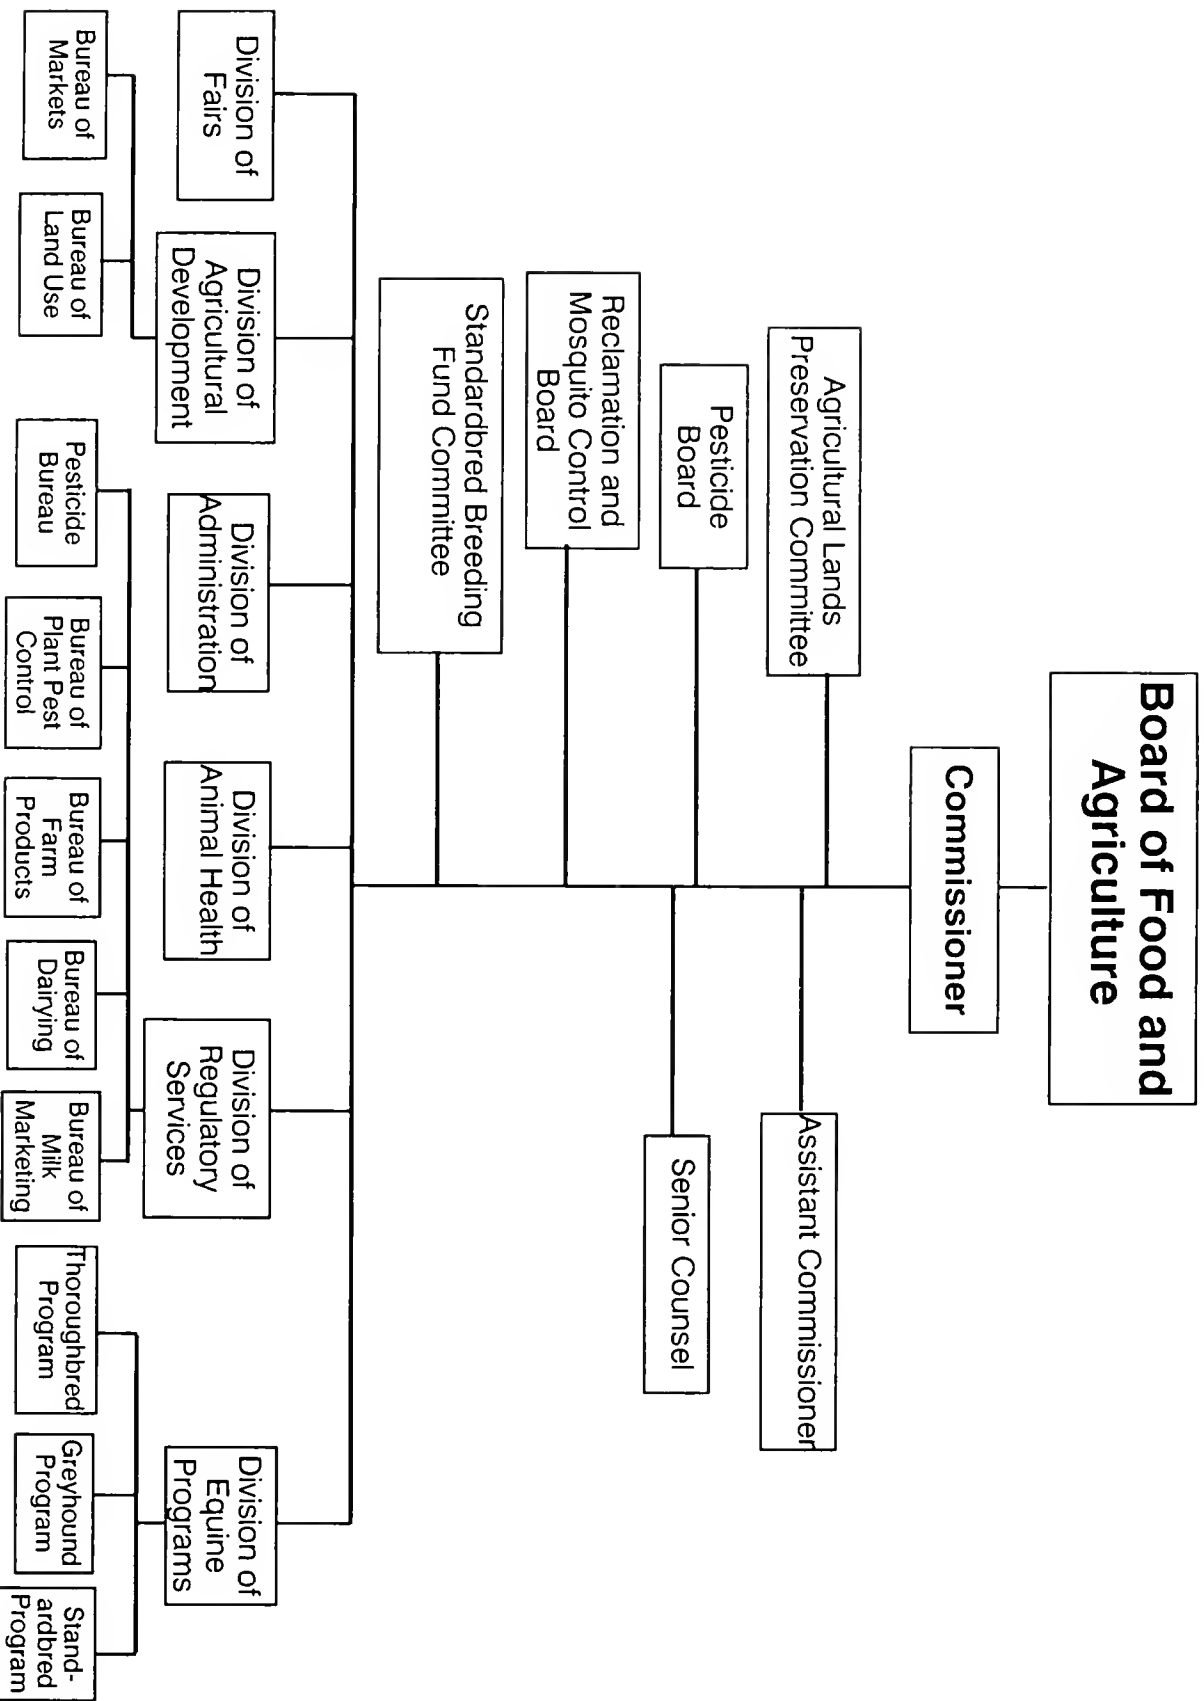 Board of Food and
Agriculture
Commissioner
Agricultural Lands
Preservation Committee
Assistant Commissioner
Pesticide
Board
Senior Counsel
Reclamation and
Mosquito Control
Board
Standardbred Breeding
Fund Committee
Division of
Fairs
Division of
Agricultural
Development
Division of
Administration
Division of
Animal Health
Division of
Regulatory
Services
Division of
Equine
Programs
Bureau of
Markets
Bureau of
Land Use
Pesticide
Bureau
Bureau of
Plant Pest
Control
Bureau of
Farm
Products
Bureau of
Dairying
Bureau of
Milk
Marketing
Thoroughbred
Program
Greyhound
Program
Stand-
ardbred
Program